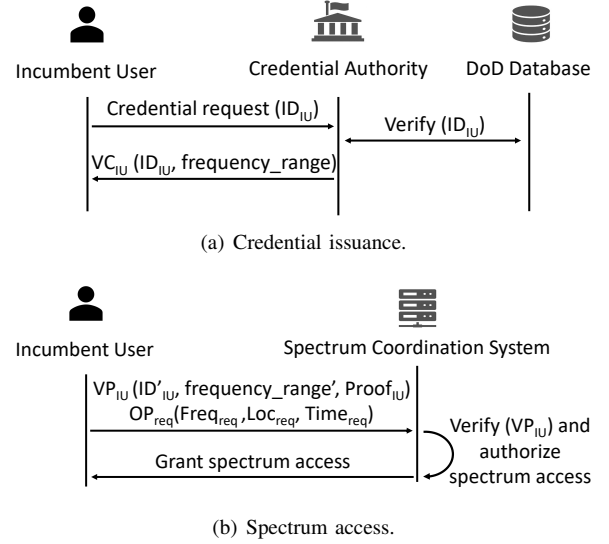 Incumbent User Credential Authority DoD Database
Credential request (ID_IU)
Verify (ID_IU)
VC_IU (ID_IU, frequency_range)
(a) Credential issuance.
Incumbent User Spectrum Coordination System
VP_IU (ID'_IU, frequency_range', Proof_IU)
OP_req(Freq_req ,Loc_req, Time_req)
Verify (VP_IU) and
authorize
spectrum access
Grant spectrum access
(b) Spectrum access.